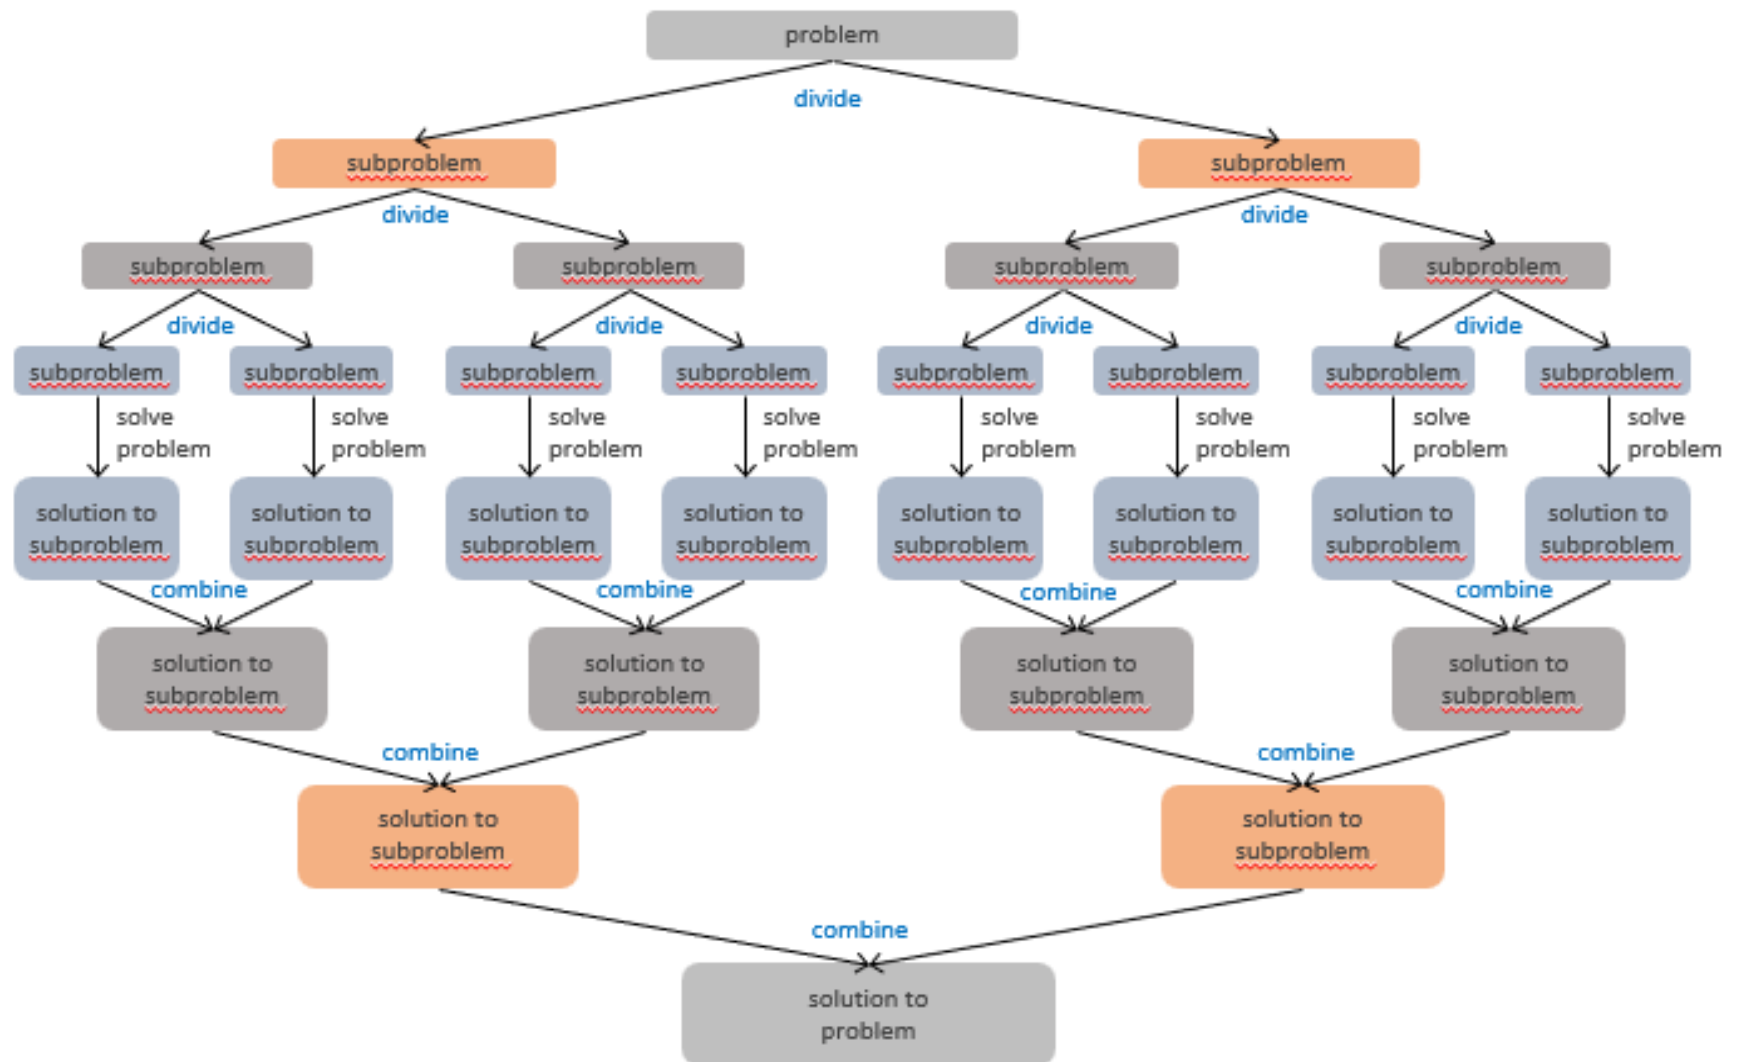 problem
divide
subproblem
subproblem
divide
divide
subproblem
subproblem
subproblem
subproblem
divide
divide
divide
divide
subproblem
subproblem
subproblem
subproblem
subproblem
subproblem
subproblem
subproblem
solve
problem
solve
problem
solve
problem
solve
problem
solve
problem
solve
problem
solve
problem
solve
problem
solution to
subproblem
solution to
subproblem
solution to
subproblem
solution to
subproblem
solution to
subproblem
solution to
subproblem
solution to
subproblem
solution to
subproblem
combine
combine
combine
combine
solution to
subproblem
solution to
subproblem
solution to
subproblem
solution to
subproblem
combine
combine
solution to
subproblem
solution to
subproblem
combine
solution to
problem